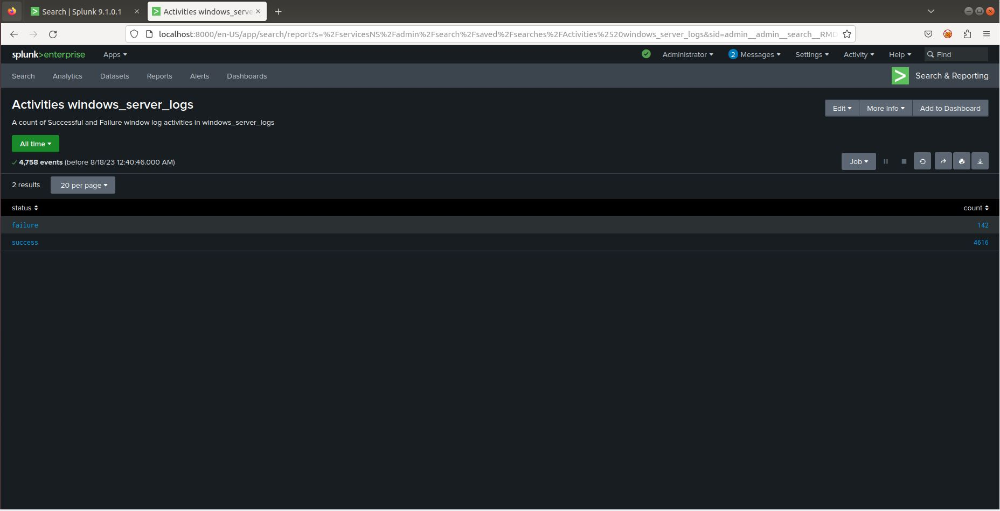 Search | Splunk 9.1.0.1
Activities windows_serve
localhost:8000/en-US/app/search/report?s=%2FservicesNS%2Fadmin%2Fsearch%2Fsaved%2Fsearches%2FActivities%2520windows_server_logs&sid=admin__admin__search__RMD
splunk>enterprise Apps Administrator 2 Messages Settings Activity Help Find
Search Analytics Datasets Reports Alerts Dashboards Search & Reporting
Activities windows_server_logs
Edit More Info Add to Dashboard
A count of Successful and Failure window log activities in windows_server_logs
All time
4,758 events (before 8/18/23 12:40:46.000 AM) Job
2 results 20 per page
status count
failure 142
success 4616